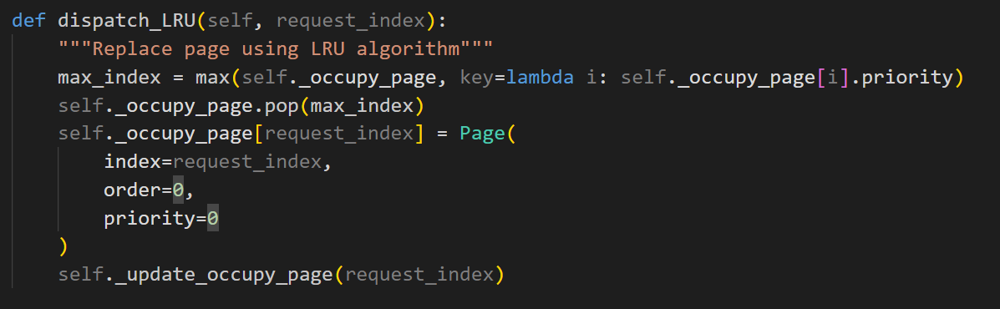 def dispatch_LRU(self, request_index):
    """Replace page using LRU algorithm"""
    max_index = max(self._occupy_page, key=lambda i: self._occupy_page[i].priority)
    self._occupy_page.pop(max_index)
    self._occupy_page[request_index] = Page(
        index=request_index,
        order=0,
        priority=0
    )
    self._update_occupy_page(request_index)